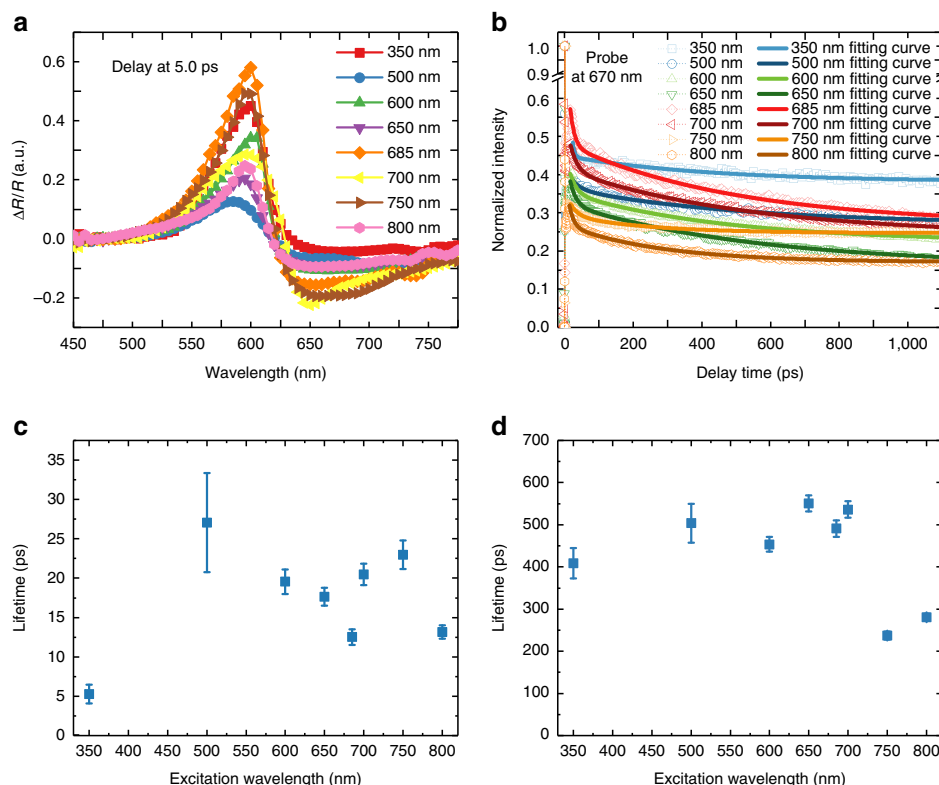 a
Delay at 5.0 ps
350 nm
500 nm
600 nm
650 nm
685 nm
700 nm
750 nm
800 nm
0.6
0.4
0.2
0.0
–0.2
ΔR/R (a.u.)
450 500 550 600 650 700 750
Wavelength (nm)
b
Probe
at 670 nm
350 nm 350 nm fitting curve
500 nm 500 nm fitting curve
600 nm 600 nm fitting curve
650 nm 650 nm fitting curve
685 nm 685 nm fitting curve
700 nm 700 nm fitting curve
750 nm 750 nm fitting curve
800 nm 800 nm fitting curve
1.0
0.9
0.6
0.5
0.4
0.3
0.2
0.1
0.0
Normalized intensity
0 200 400 600 800 1,000
Delay time (ps)
c
35
30
25
20
15
10
5
0
Lifetime (ps)
350 400 450 500 550 600 650 700 750 800
Excitation wavelength (nm)
d
700
600
500
400
300
200
100
0
Lifetime (ps)
350 400 450 500 550 600 650 700 750 800
Excitation wavelength (nm)